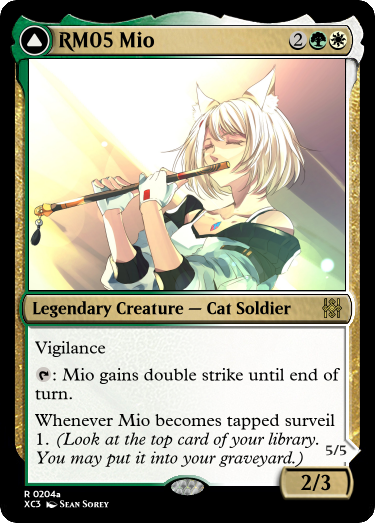 RM05 Mio 2
Legendary Creature — Cat Soldier
Vigilance
: Mio gains double strike until end of
turn.
Whenever Mio becomes tapped surveil
1. (Look at the top card of your library.
You may put it into your graveyard.)
5/5
2/3
R 0204a
XC3 Sean Sorey